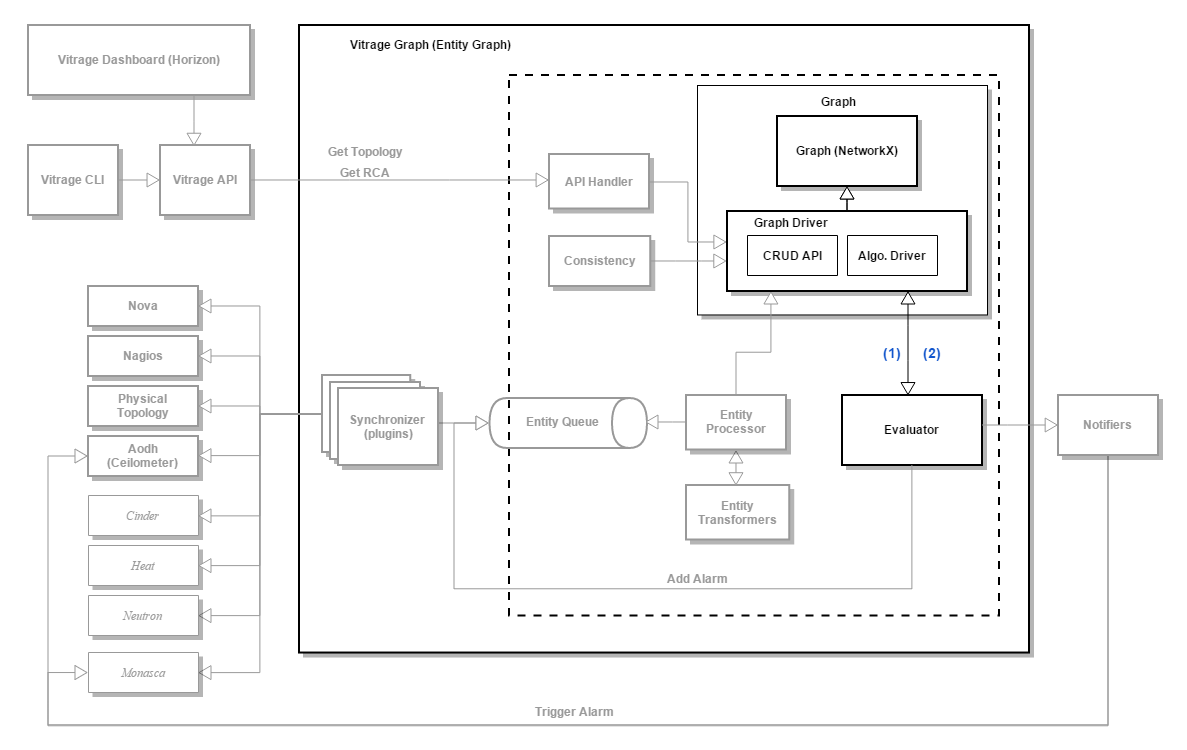 Vitrage Dashboard (Horizon)
Vitrage CLI
Vitrage API
Vitrage Graph (Entity Graph)
Get Topology
Get RCA
API Handler
Consistency
Graph
Graph (NetworkX)
Graph Driver
CRUD API
Algo. Driver
(1)
(2)
Nova
Nagios
Physical
Topology
Aodh
(Ceilometer)
Cinder
Heat
Neutron
Monasca
Synchronizer
(plugins)
Entity Queue
Entity
Processor
Entity
Transformers
Evaluator
Notifiers
Add Alarm
Trigger Alarm